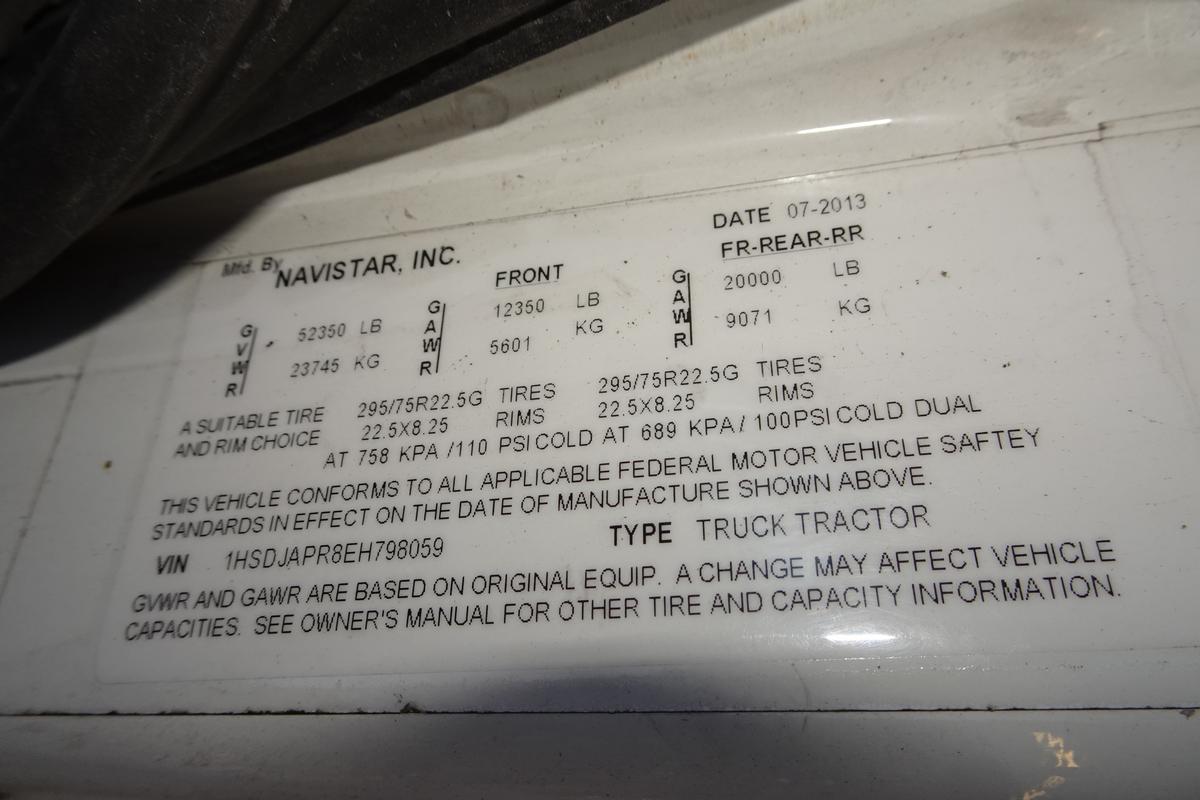 DATE 07-2013
Mfd. By NAVISTAR, INC. FRONT FR-REAR-RR
GVWR 52350 LB GAWR 12350 LB GAWR 20000 LB
23745 KG 5601 KG 9071 KG
A SUITABLE TIRE 295/75R22.5G TIRES 295/75R22.5G TIRES
AND RIM CHOICE 22.5X8.25 RIMS 22.5X8.25 RIMS
AT 758 KPA /110 PSI COLD AT 689 KPA/ 100PSI COLD DUAL
THIS VEHICLE CONFORMS TO ALL APPLICABLE FEDERAL MOTOR VEHICLE SAFTEY
STANDARDS IN EFFECT ON THE DATE OF MANUFACTURE SHOWN ABOVE.
VIN 1HSDJAPR8EH798059 TYPE TRUCK TRACTOR
GVWR AND GAWR ARE BASED ON ORIGINAL EQUIP. A CHANGE MAY AFFECT VEHICLE
CAPACITIES. SEE OWNER'S MANUAL FOR OTHER TIRE AND CAPACITY INFORMATION.